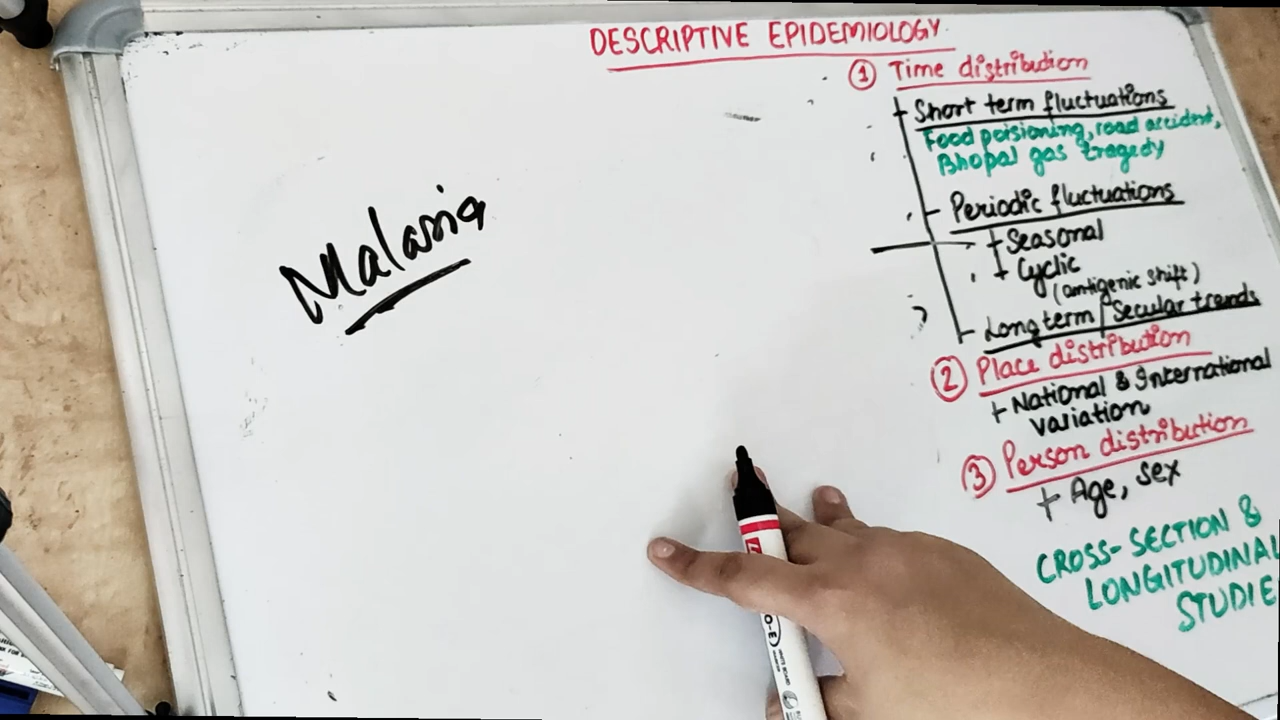 DESCRIPTIVE EPIDEMIOLOGY
① Time distribution
Short term fluctuations
Food poisioning, road accident,
Bhopal gas tragedy
Periodic fluctuations
Seasonal
Cyclic
(antigenic shift)
Long term / Secular trends
② Place distribution
National & International
variation
③ Person distribution
Age, sex
CROSS-SECTION &
LONGITUDINAL
STUDIE
Malaria